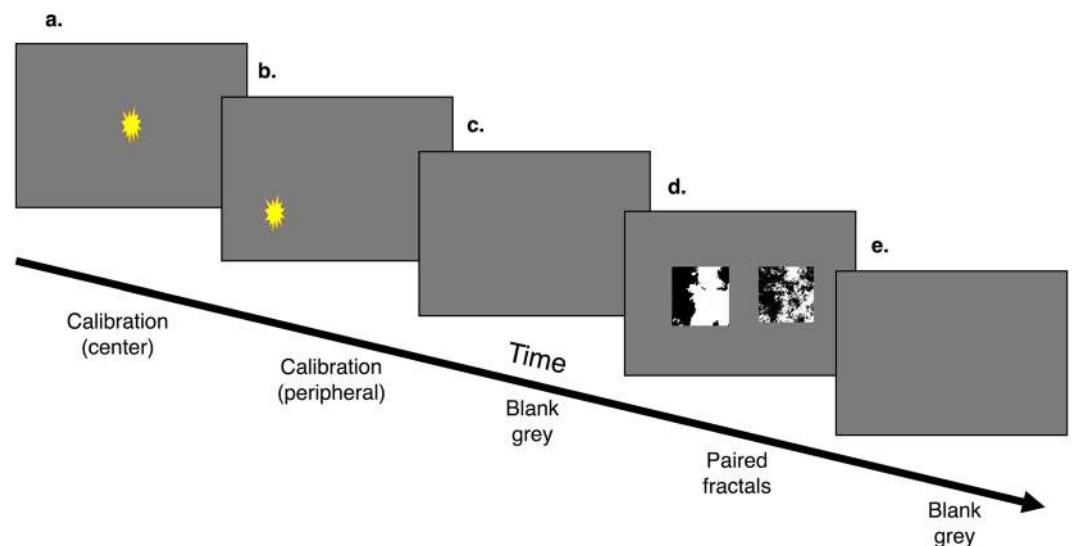 a.
b.
c.
d.
e.
Calibration
(center)
Calibration
(peripheral)
Time
Blank
grey
Paired
fractals
Blank
grey